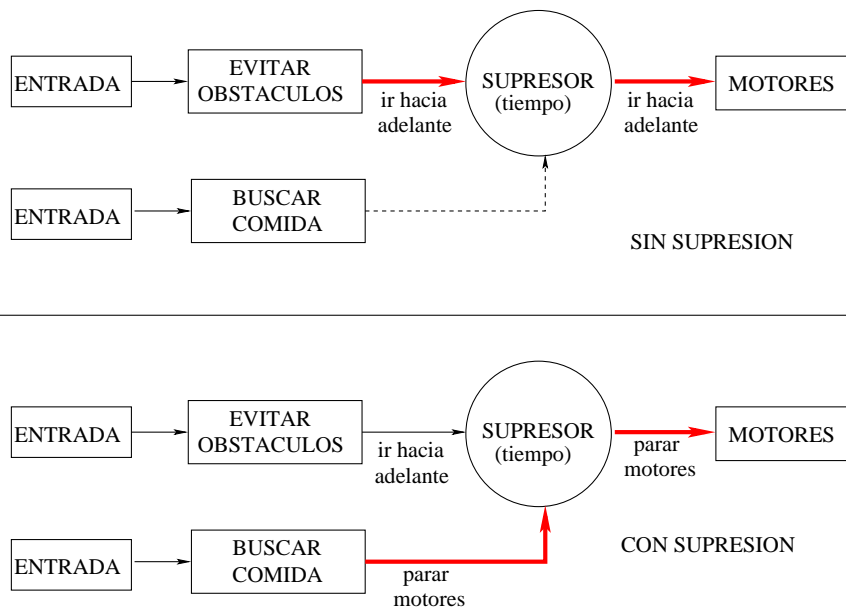 ENTRADA
EVITAR
OBSTACULOS
ir hacia
adelante
SUPRESOR
(tiempo)
ir hacia
adelante
MOTORES
ENTRADA
BUSCAR
COMIDA
SIN SUPRESION
ENTRADA
EVITAR
OBSTACULOS
ir hacia
adelante
SUPRESOR
(tiempo)
parar
motores
MOTORES
ENTRADA
BUSCAR
COMIDA
parar
motores
CON SUPRESION